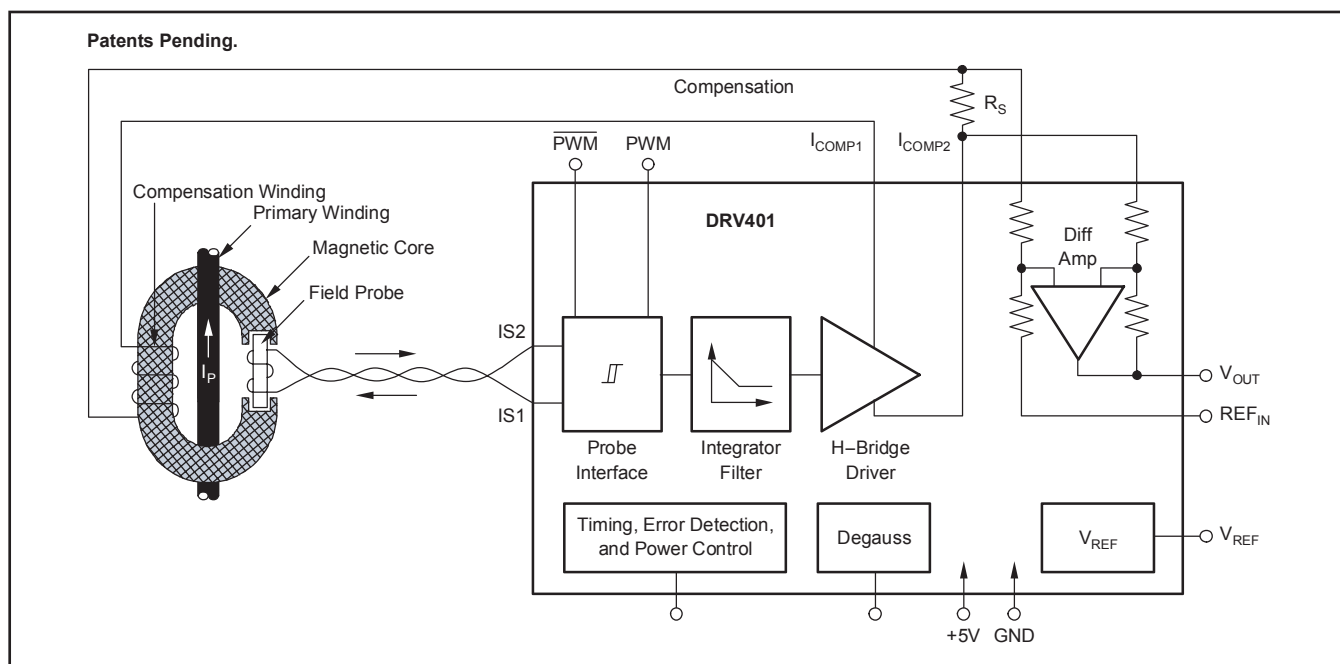 Patents Pending.
Compensation
R_S
PWM
PWM
I_COMP1
I_COMP2
Compensation Winding
Primary Winding
Magnetic Core
Field Probe
I_P
DRV401
Diff
Amp
IS2
IS1
Probe
Interface
Integrator
Filter
H−Bridge
Driver
V_OUT
REF_IN
Timing, Error Detection,
and Power Control
Degauss
V_REF
V_REF
+5V
GND